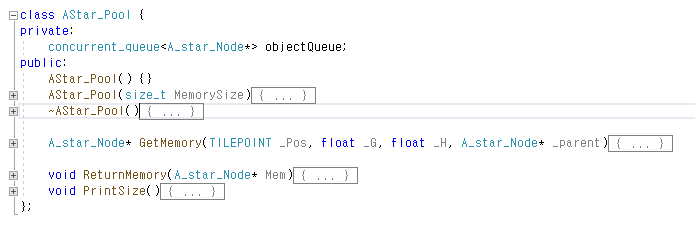 class AStar_Pool {
private:
    concurrent_queue<A_star_Node*> objectQueue;
public:
    AStar_Pool() {}
    AStar_Pool(size_t MemorySize){ ... }
    ~AStar_Pool(){ ... }
    A_star_Node* GetMemory(TILEPOINT _Pos, float _G, float _H, A_star_Node* _parent){ ... }
    void ReturnMemory(A_star_Node* Mem){ ... }
    void PrintSize(){ ... }
};